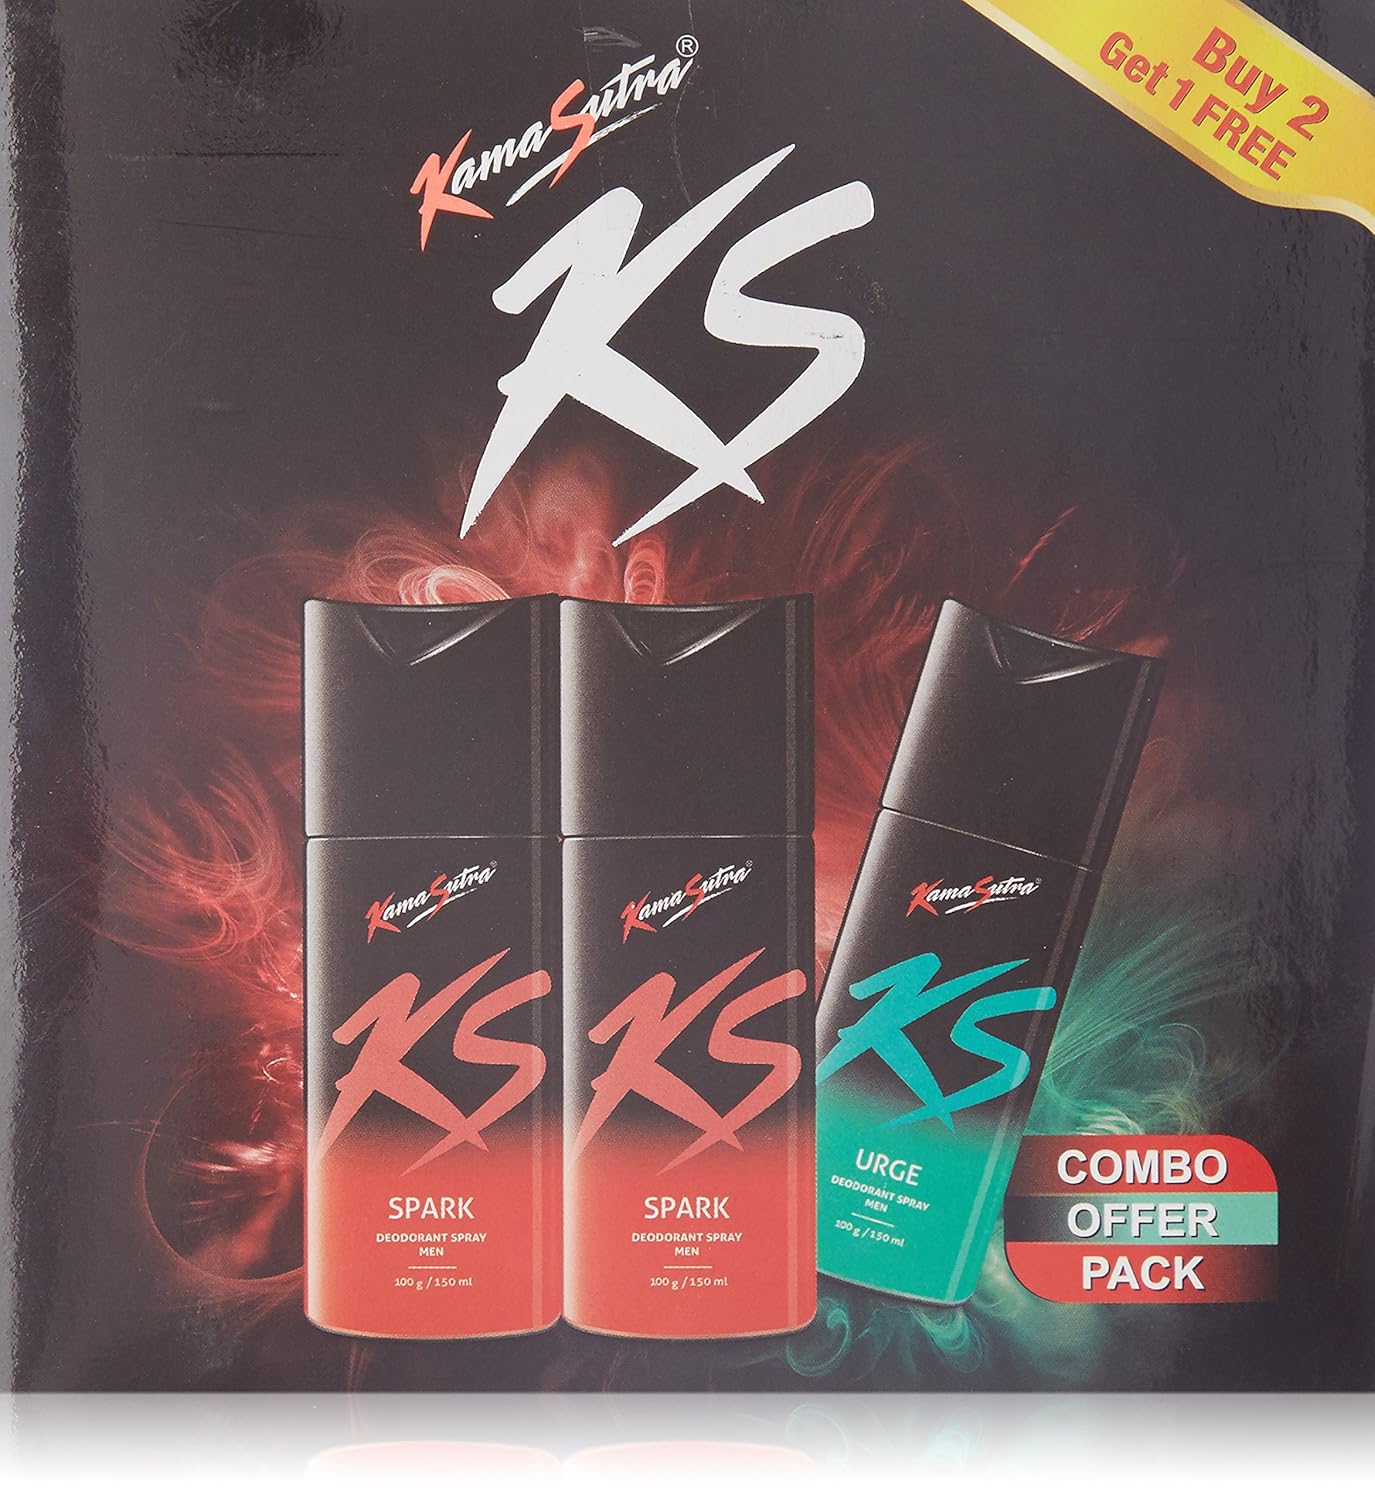 Buy 2
Get 1 FREE
KamaSutra®
KS
KamaSutra®
KS
SPARK
DEODORANT SPRAY
MEN
100 g / 150 ml
KamaSutra®
KS
SPARK
DEODORANT SPRAY
MEN
100 g / 150 ml
KamaSutra®
KS
URGE
DEODORANT SPRAY
MEN
100 g / 150 ml
COMBO
OFFER
PACK